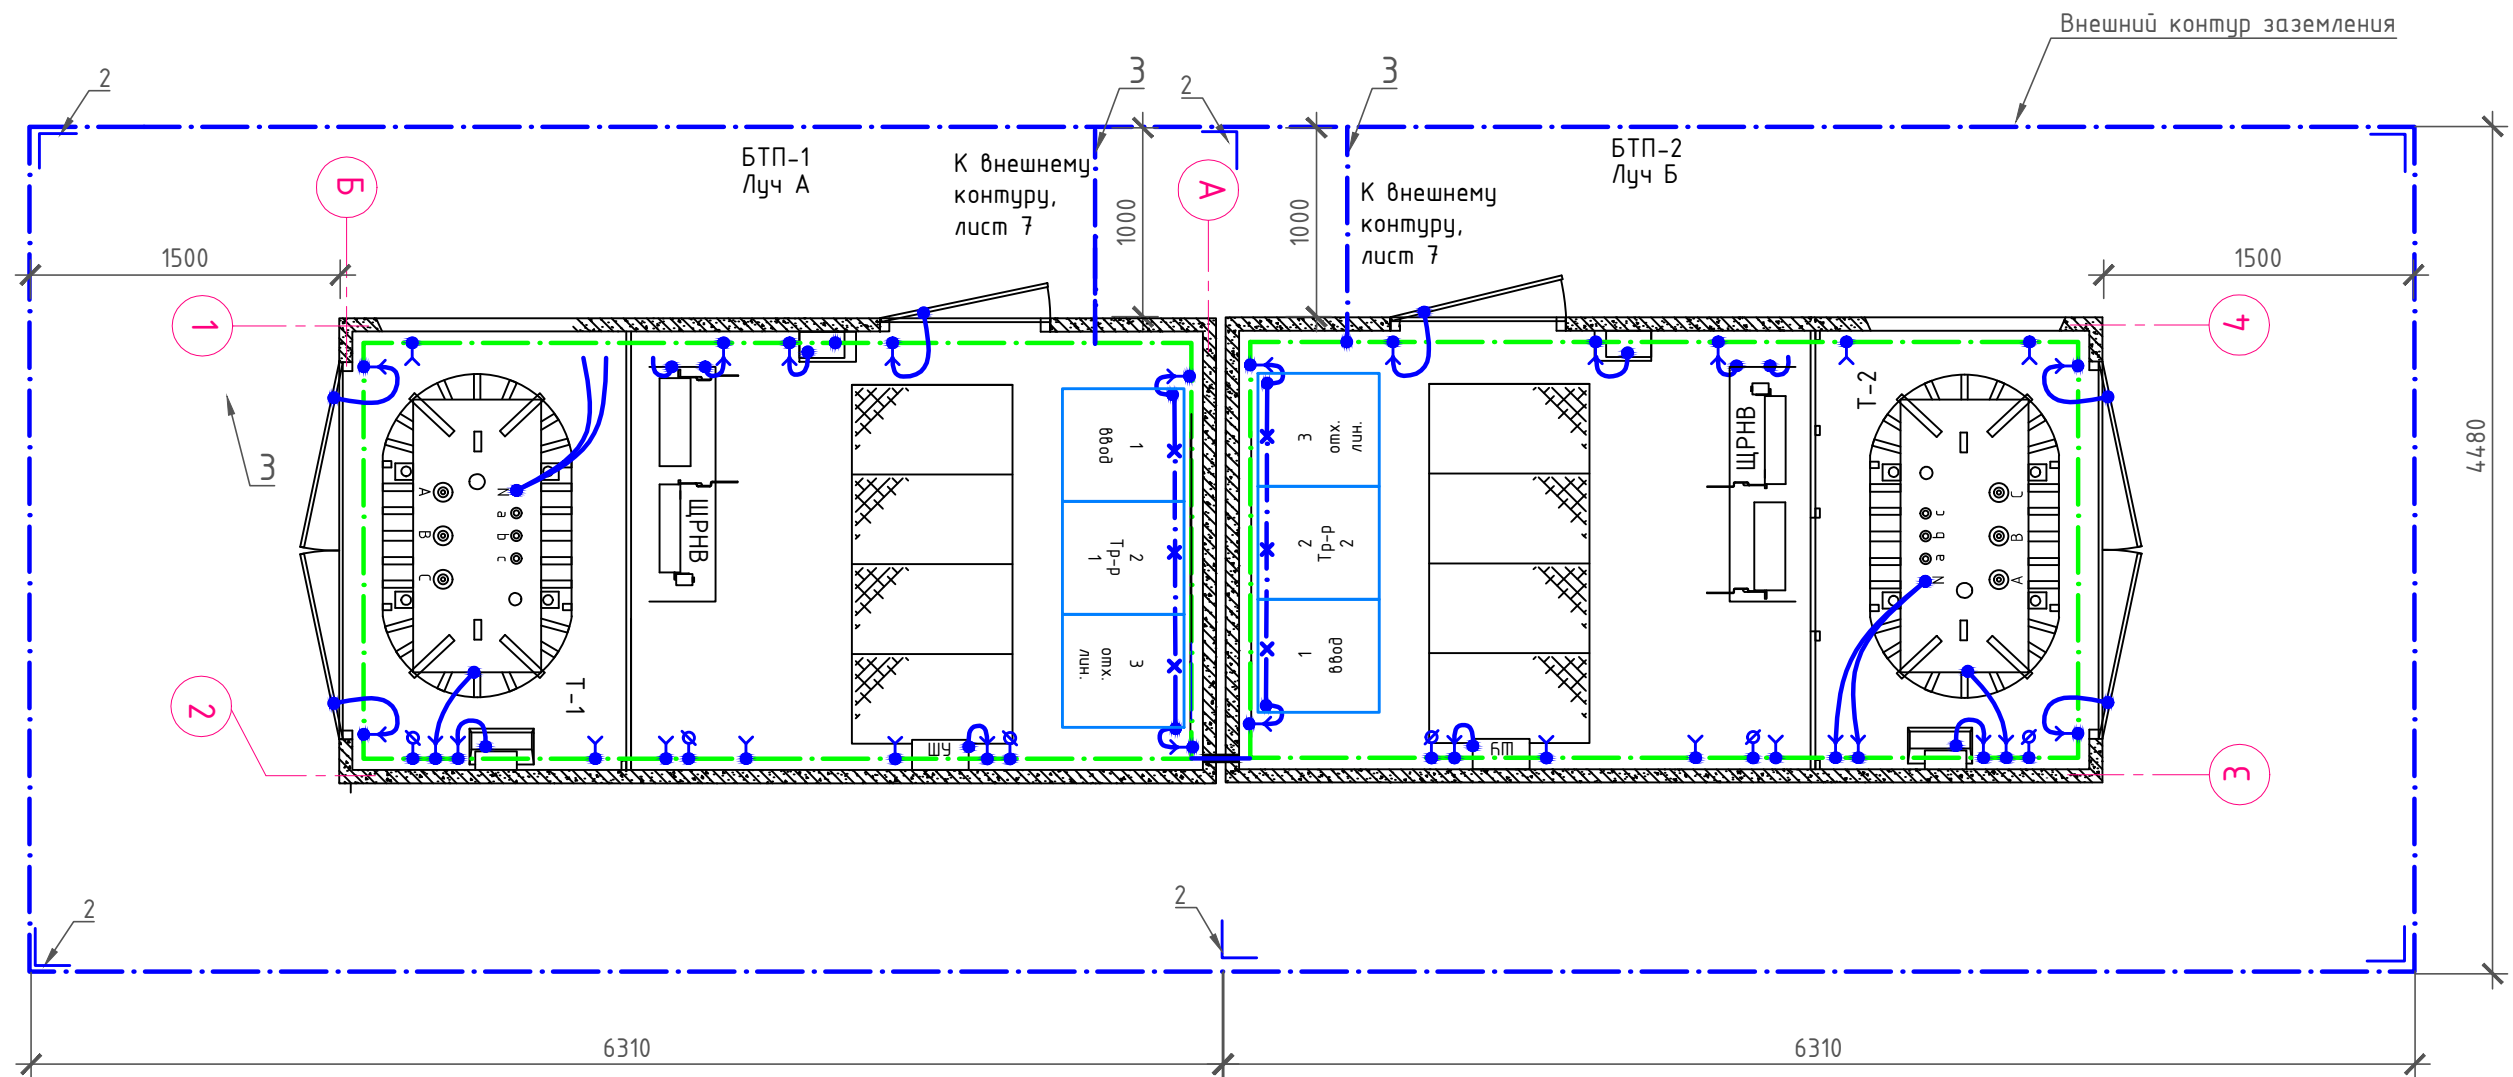 Внешний контур заземления
2
3
2
3
БТП-1
Луч А
К внешнему
контуру,
лист 7
БТП-2
Луч Б
К внешнему
контуру,
лист 7
Б
А
1000
1000
1500
1500
1
4
3
4480
А
В
С
N
a
b
c
Т-1
ЩРНВ
1
ввод
2
Тр-р
1
3
отх.
лин.
ШУ
3
отх.
лин.
2
Тр-р
2
1
ввод
БТ
ЩРНВ
Т-2
c
b
a
N
С
В
А
2
3
2
2
6310
6310